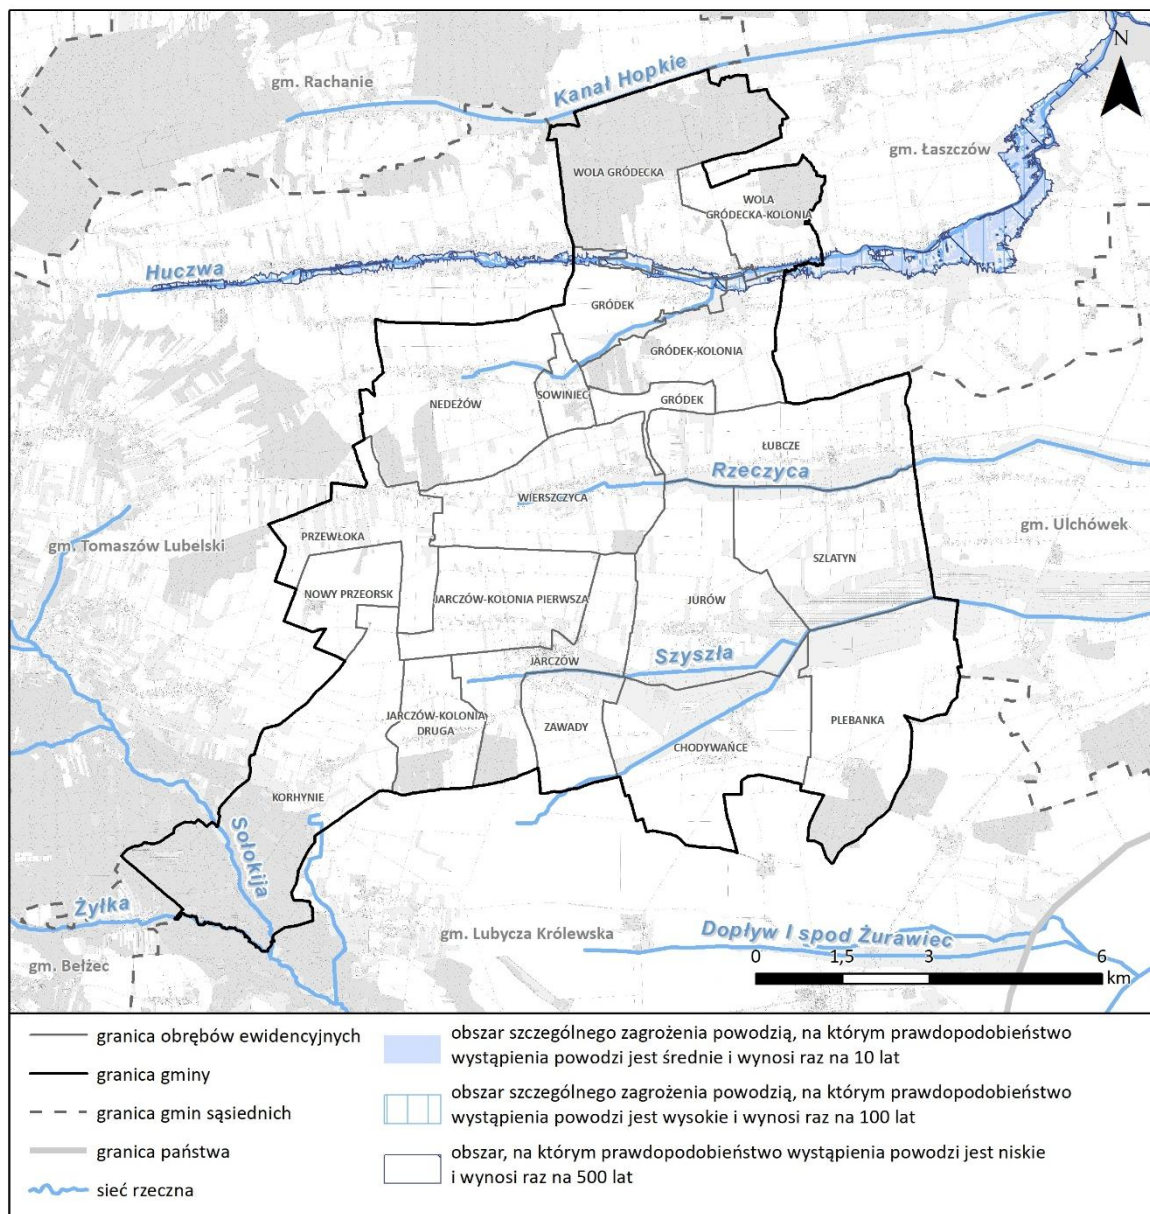 N
gm. Rachanie
Kanał Hopkie
gm. Łaszczów
WOLA GRÓDECKA
WOLA
GRÓDECKA-KOLONIA
Huczwa
GRÓDEK
GRÓDEK-KOLONIA
SOWINIEC
NEDEŻÓW
GRÓDEK
ŁUBCZE
Rzeczyca
WIERSZCZYCA
gm. Ulchówek
PRZEWŁOKA
gm. Tomaszów Lubelski
SZLATYN
NOWY PRZEORSK
JARCZÓW-KOLONIA PIERWSZA
JURÓW
Szyszła
JARCZÓW
JARCZÓW-KOLONIA
DRUGA
ZAWADY
PLEBANKA
CHODYWAŃCE
KORHYNIE
Sołokija
Żyłka
gm. Lubycza Królewska
Dopływ I spod Żurawiec
gm. Bełżec
0 1,5 3 6
km
granica obrębów ewidencyjnych
granica gminy
granica gmin sąsiednich
granica państwa
sieć rzeczna
obszar szczególnego zagrożenia powodzią, na którym prawdopodobieństwo
wystąpienia powodzi jest średnie i wynosi raz na 10 lat
obszar szczególnego zagrożenia powodzią, na którym prawdopodobieństwo
wystąpienia powodzi jest wysokie i wynosi raz na 100 lat
obszar, na którym prawdopodobieństwo wystąpienia powodzi jest niskie
i wynosi raz na 500 lat